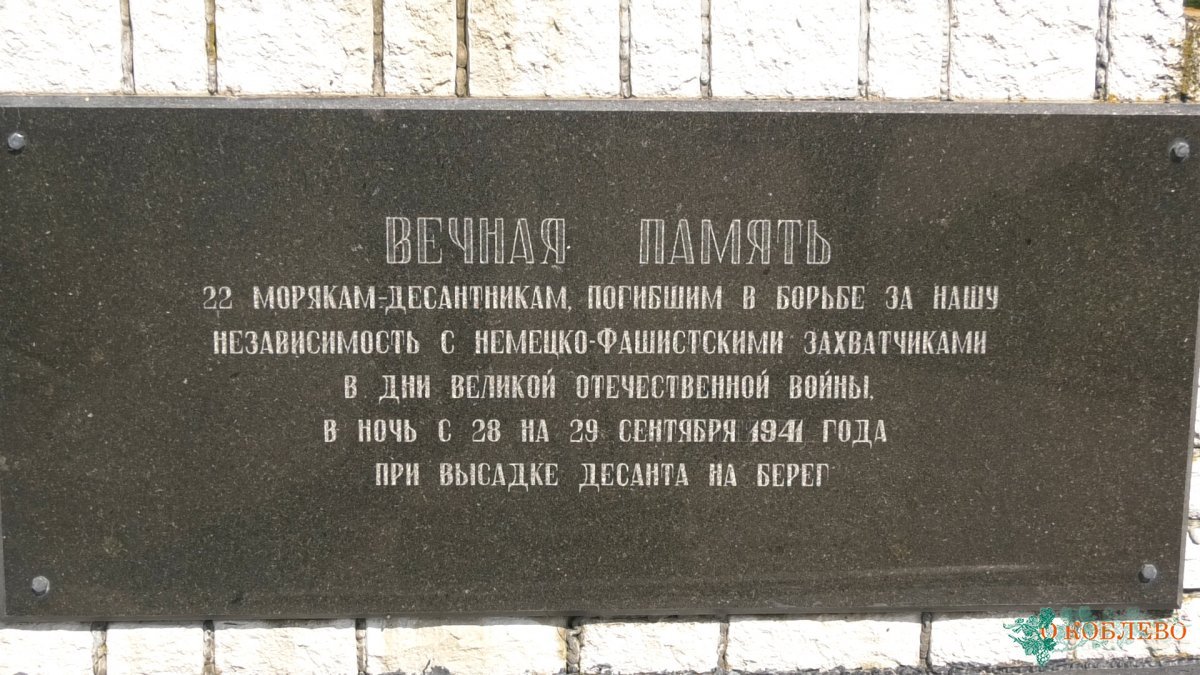 ВЕЧНАЯ ПАМЯТЬ
22 МОРЯКАМ-ДЕСАНТНИКАМ, ПОГИБШИМ В БОРЬБЕ ЗА НАШУ
НЕЗАВИСИМОСТЬ С НЕМЕЦКО-ФАШИСТСКИМИ ЗАХВАТЧИКАМИ
В ДНИ ВЕЛИКОЙ ОТЕЧЕСТВЕННОЙ ВОЙНЫ,
В НОЧЬ С 28 НА 29 СЕНТЯБРЯ 1941 ГОДА
ПРИ ВЫСАДКЕ ДЕСАНТА НА БЕРЕГ
О КОБЛЕВО